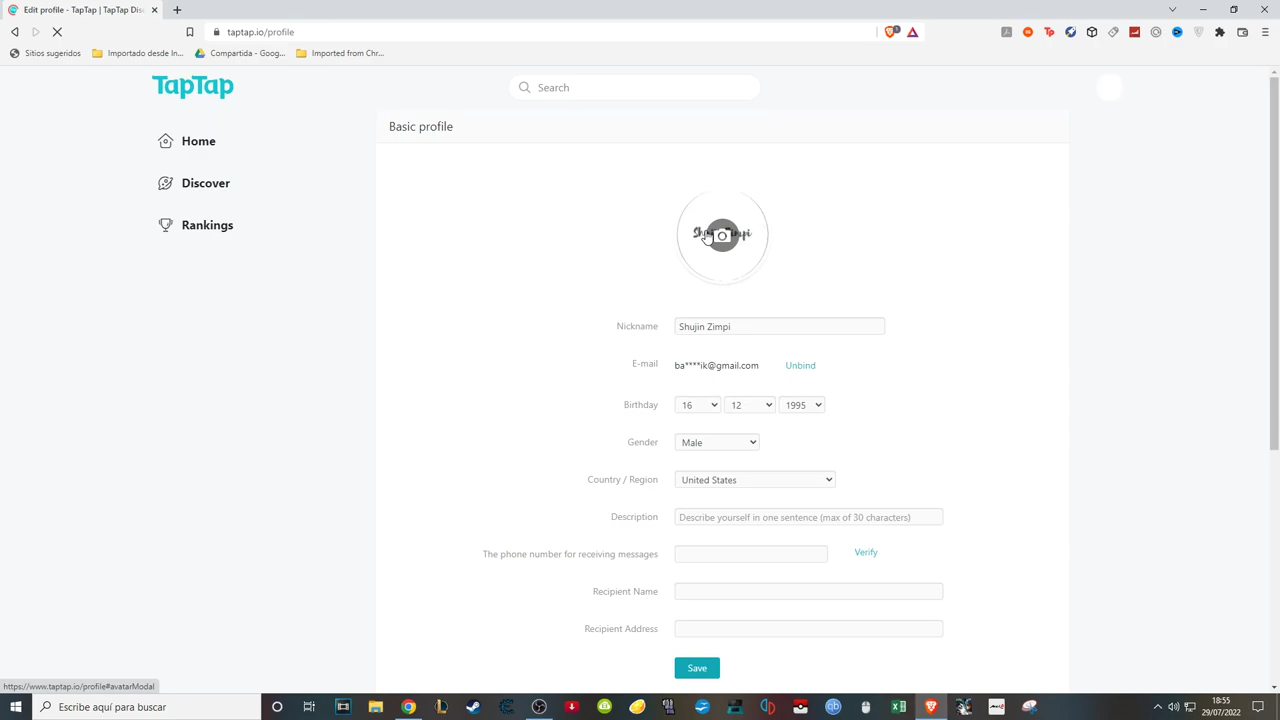 Edit profile - TapTap | TapTap Dis
taptap.io/profile
Sitios sugeridos
Importado desde In...
Compartida - Goog...
Imported from Chr...
TapTap
Search
Home
Discover
Rankings
Basic profile
Nickname
Shujin Zimpi
E-mail
ba****ik@gmail.com
Unbind
Birthday
16
12
1995
Gender
Male
Country / Region
United States
Description
Describe yourself in one sentence (max of 30 characters)
The phone number for receiving messages
Verify
Recipient Name
Recipient Address
Save
https://www.taptap.io/profile#avatarModal
Escribe aquí para buscar
18:55
29/07/2022